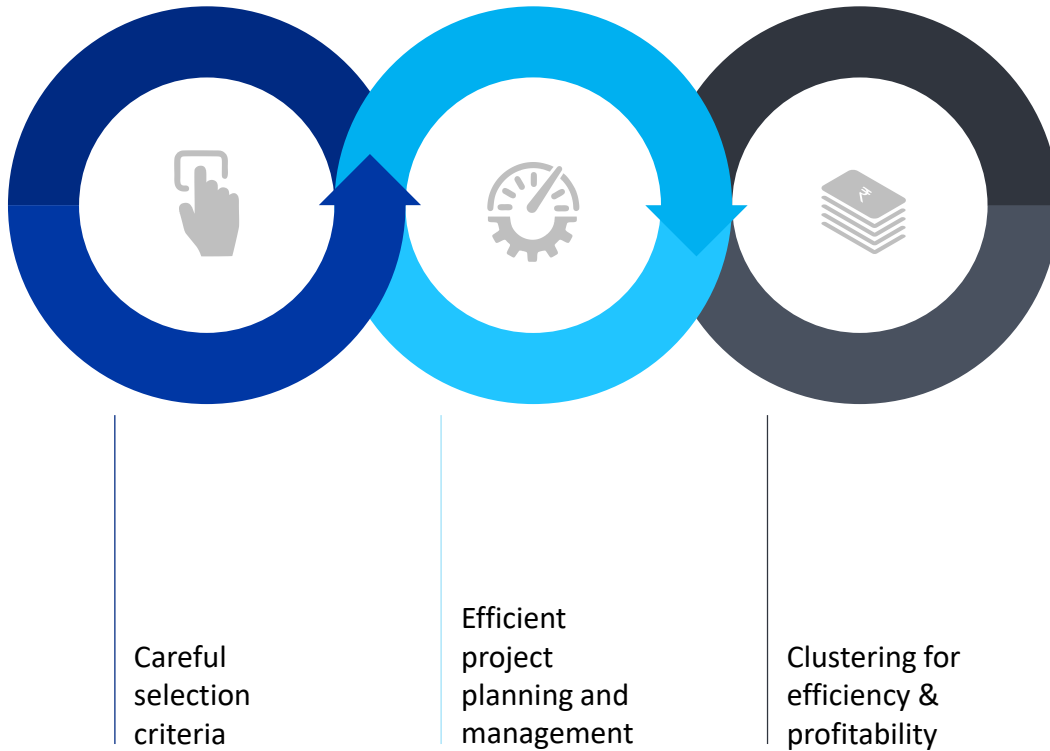 Careful
selection
criteria
Efficient
project
planning and
management
Clustering for
efficiency &
profitability